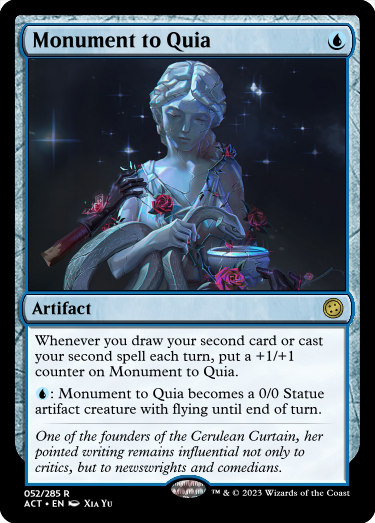 Monument to Quia
Artifact
Whenever you draw your second card or cast
your second spell each turn, put a +1/+1
counter on Monument to Quia.
: Monument to Quia becomes a 0/0 Statue
artifact creature with flying until end of turn.
One of the founders of the Cerulean Curtain, her
pointed writing remains influential not only to
critics, but to newswrights and comedians.
052/285 R
ACT • EN Xia Yu
™ & © 2023 Wizards of the Coast